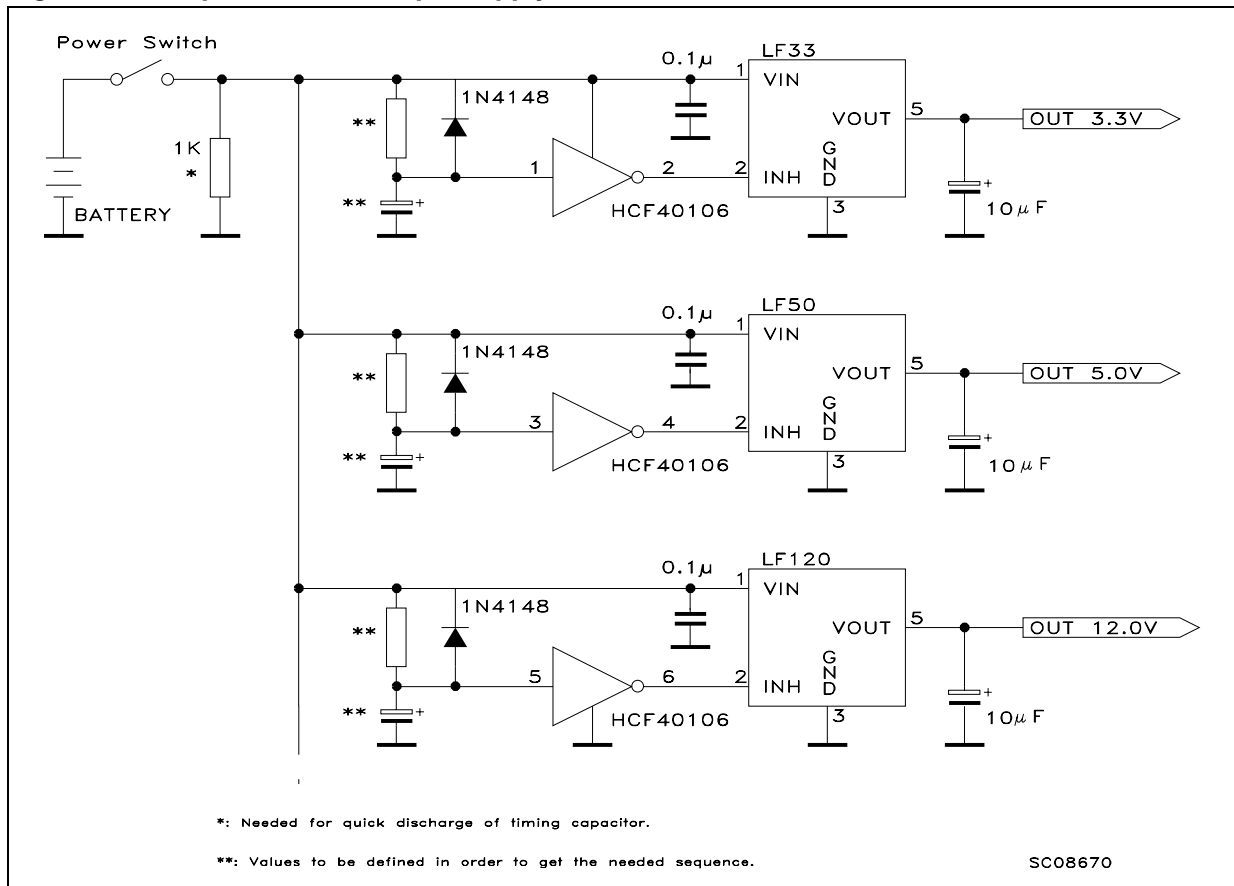 Power Switch
1K
*
BATTERY
**
**
1N4148
1
2
HCF40106
0.1μ
LF33
1
VIN
VOUT
5
GND
2
INH
3
10μF
+
+
OUT 3.3V
**
**
1N4148
3
4
HCF40106
0.1μ
LF50
1
VIN
VOUT
5
GND
2
INH
3
10μF
+
+
OUT 5.0V
**
**
1N4148
5
6
HCF40106
0.1μ
LF120
1
VIN
VOUT
5
GND
2
INH
3
10μF
+
+
OUT 12.0V
*: Needed for quick discharge of timing capacitor.
**: Values to be defined in order to get the needed sequence.
SC08670